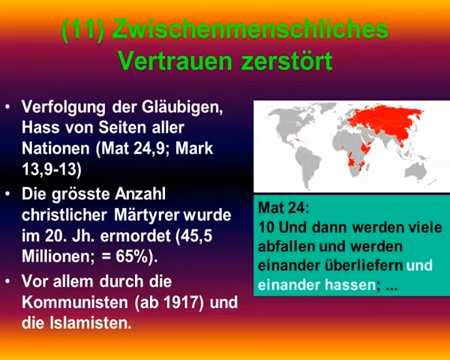 (11) Zwischenmenschliches
Vertrauen zerstört
• Verfolgung der Gläubigen,
Hass von Seiten aller
Nationen (Mat 24,9; Mark
13,9-13)
• Die grösste Anzahl
christlicher Märtyrer wurde
im 20. Jh. ermordet (45,5
Millionen; = 65%).
• Vor allem durch die
Kommunisten (ab 1917) und
die Islamisten.
Mat 24:
10 Und dann werden viele
abfallen und werden
einander überliefern und
einander hassen; ...